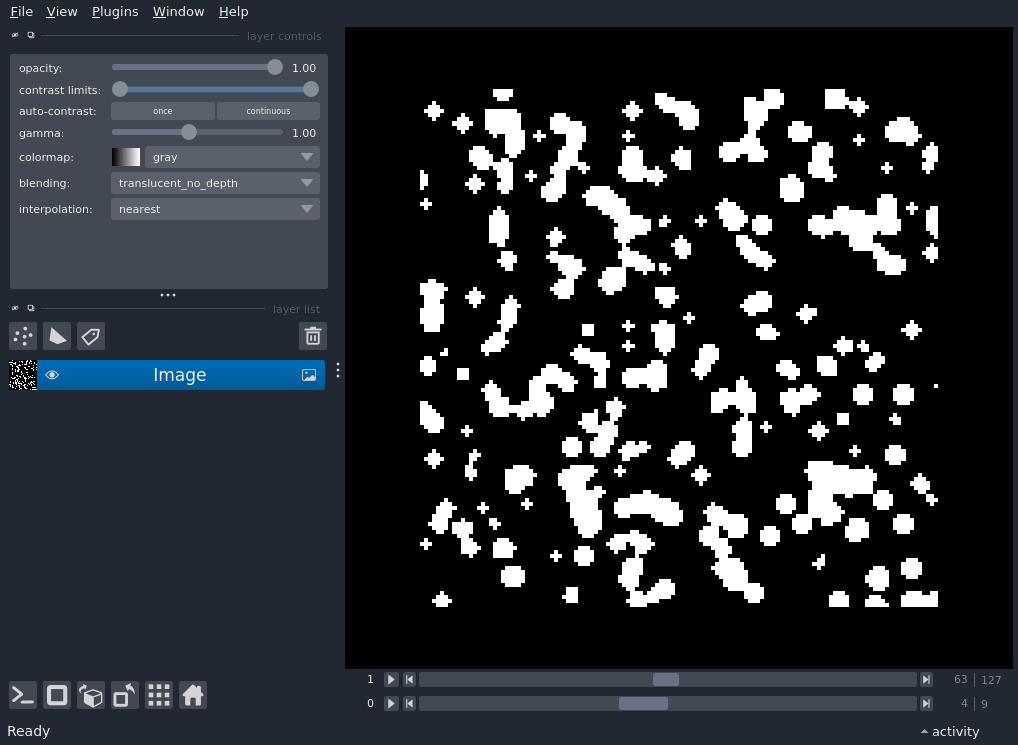 File View Plugins Window Help
layer controls
opacity: 1.00
contrast limits:
auto-contrast: once continuous
gamma: 1.00
colormap: gray
blending: translucent_no_depth
interpolation: nearest
layer list
Image
1 63 127
0 4 9
Ready activity